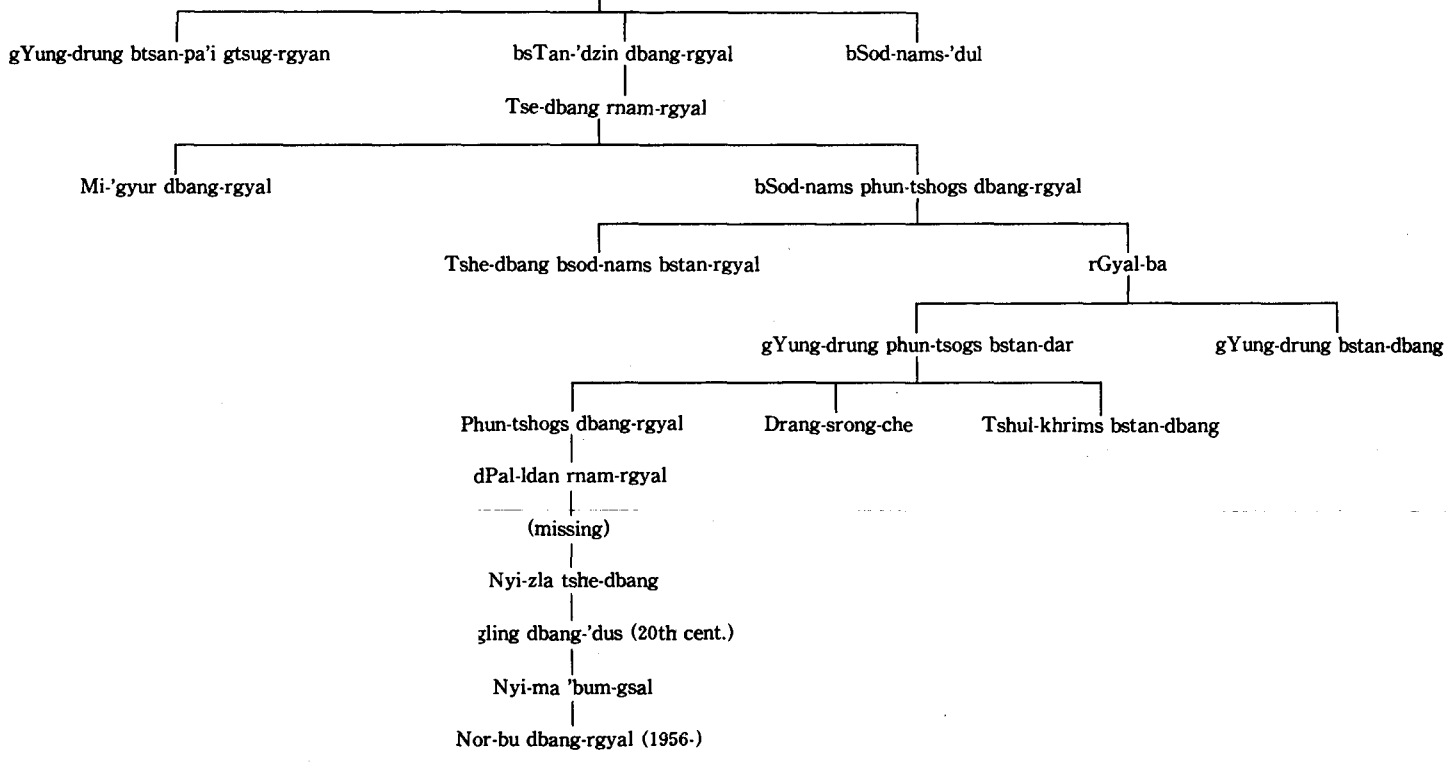 gYung-drung btsan-pa'i gtsug-rgyan bsTan-'dzin dbang-rgyal bSod-nams-'dul
Tse-dbang rnam-rgyal
Mi-'gyur dbang-rgyal bSod-nams phun-tshogs dbang-rgyal
Tshe-dbang bsod-nams bstan-rgyal rGyal-ba
gYung-drung phun-tsogs bstan-dar gYung-drung bstan-dbang
Phun-tshogs dbang-rgyal Drang-srong-che Tshul-khrims bstan-dbang
dPal-ldan rnam-rgyal
(missing)
Nyi-zla tshe-dbang
gling dbang-'dus (20th cent.)
Nyi-ma 'bum-gsal
Nor-bu dbang-rgyal (1956-)